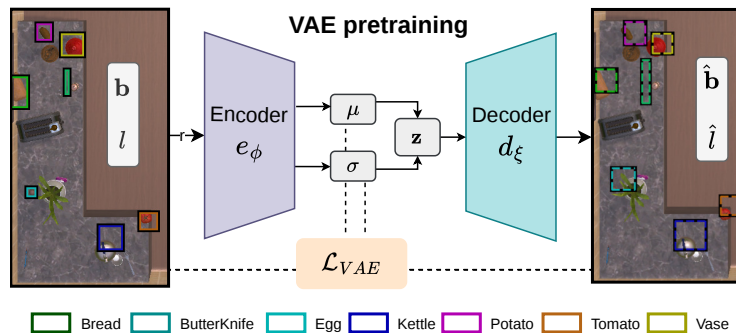 VAE pretraining
b
l
r
Encoder
e_ϕ
μ
σ
z
Decoder
d_ξ
b̂
l̂
ℒ_VAE
Bread
ButterKnife
Egg
Kettle
Potato
Tomato
Vase